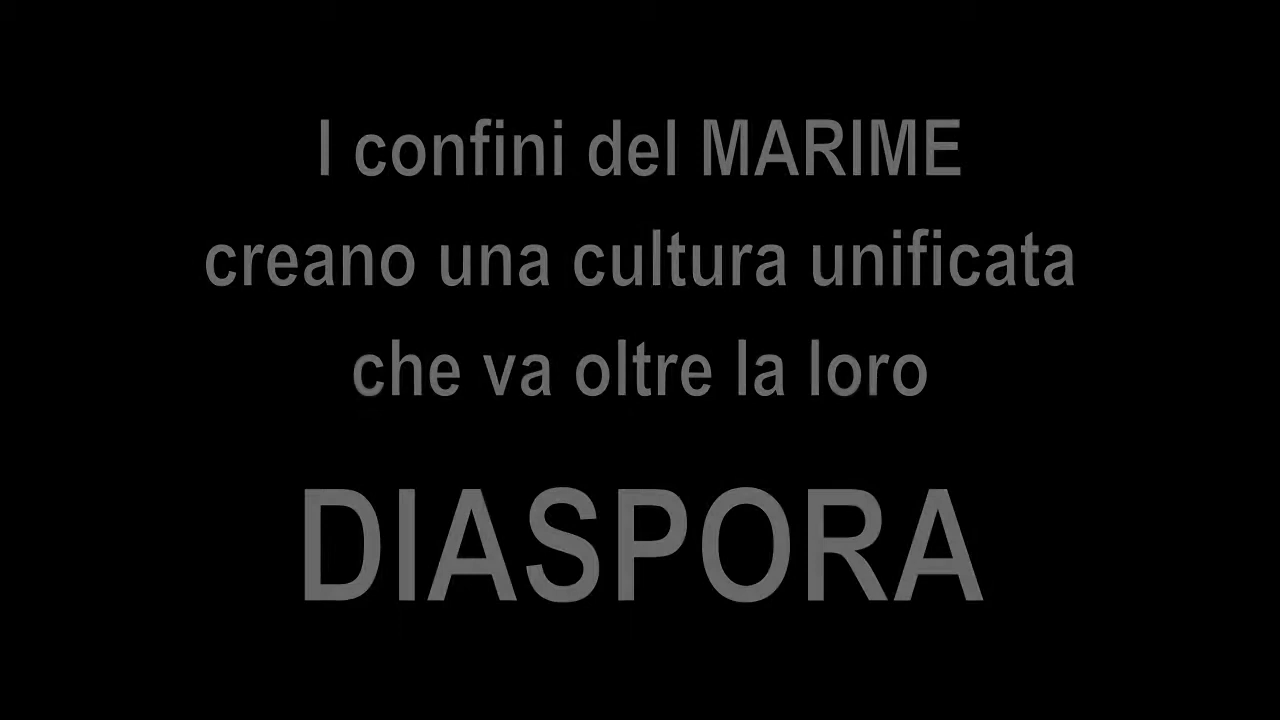 I confini del MARIME
creano una cultura unificata
che va oltre la loro
DIASPORA